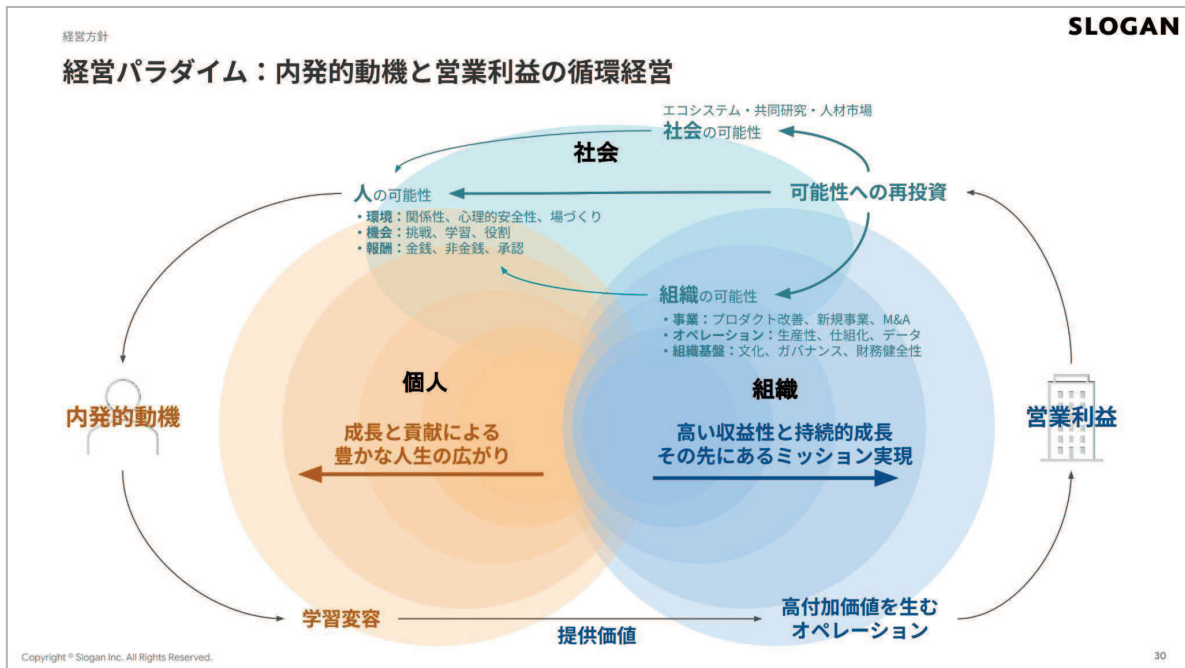 経営方針
SLOGAN
経営パラダイム：内発的動機と営業利益の循環経営
エコシステム・共同研究・人材市場
社会の可能性
社会
人の可能性
・環境：関係性、心理的安全性、場づくり
・機会：挑戦、学習、役割
・報酬：金銭、非金銭、承認
可能性への再投資
組織の可能性
・事業：プロダクト改善、新規事業、M&A
・オペレーション：生産性、仕組化、データ
・組織基盤：文化、ガバナンス、財務健全性
個人
組織
内発的動機
営業利益
成長と貢献による
豊かな人生の広がり
高い収益性と持続的成長
その先にあるミッション実現
学習変容
提供価値
高付加価値を生む
オペレーション
Copyright © Slogan Inc. All Rights Reserved.
30